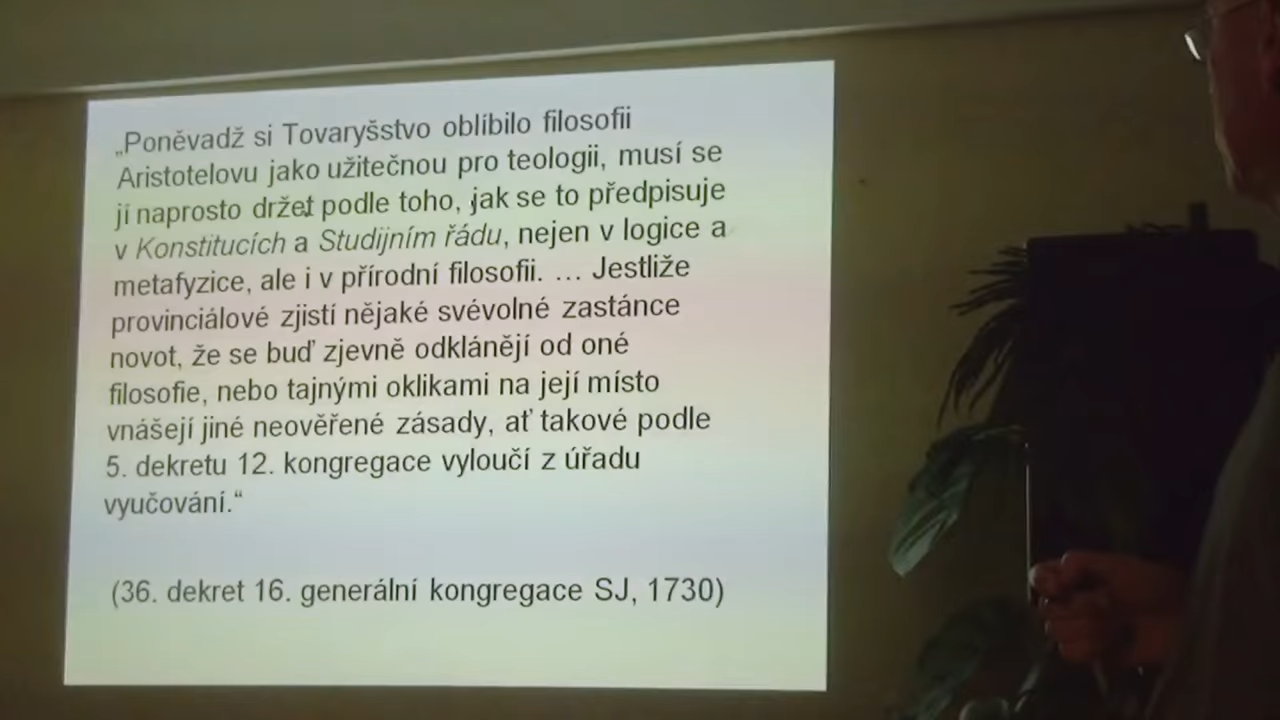 „Poněvadž si Tovaryšstvo oblíbilo filosofii
Aristotelovu jako užitečnou pro teologii, musí se
jí naprosto držet podle toho, jak se to předpisuje
v Konstitucích a Studijním řádu, nejen v logice a
metafyzice, ale i v přírodní filosofii. … Jestliže
provinciálové zjistí nějaké svévolné zastánce
novot, že se buď zjevně odklánějí od oné
filosofie, nebo tajnými oklikami na její místo
vnášejí jiné neověřené zásady, ať takové podle
5. dekretu 12. kongregace vyloučí z úřadu
vyučování.“
(36. dekret 16. generální kongregace SJ, 1730)